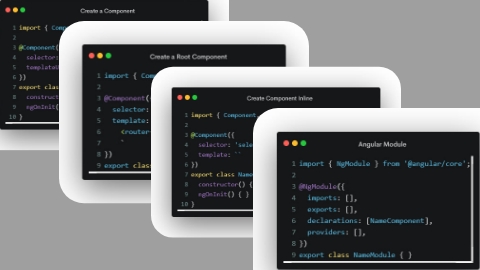 Create a Component
1 import { Com
2
3 @Component(
4 selector:
5 template
6 })
7 export class
8 construct
9 ngOnInit(
10 }
Create a Root Component
1 import { Com
2
3 @Component(
4 selector:
5 template:
6 <router-
7 `
8 })
9 export class
Create Component Inline
1 import { Component,
2
3 @Component({
4 selector: 'sele
5 template: ``
6 })
7 export class Name
8 constructor() {
9 ngOnInit() { }
10 }
Angular Module
1 import { NgModule } from '@angular/core';
2
3 @NgModule({
4 imports: [],
5 exports: [],
6 declarations: [NameComponent],
7 providers: [],
8 })
9 export class NameModule { }